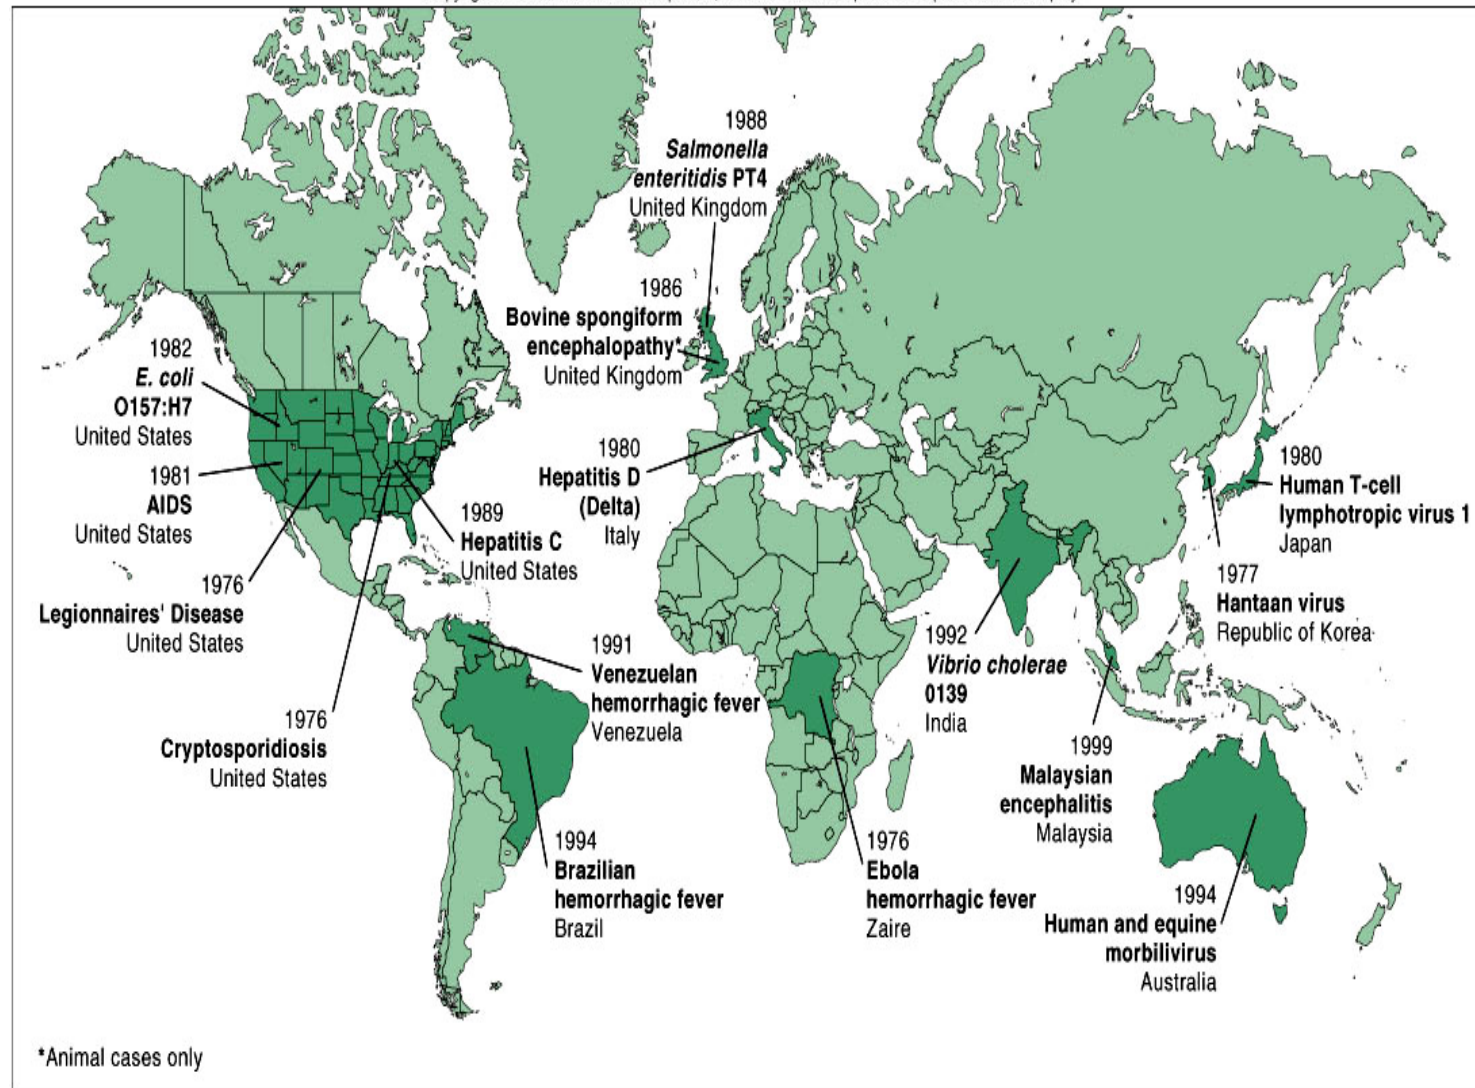 1988
Salmonella
enteritidis PT4
United Kingdom
1986
Bovine spongiform
encephalopathy*
United Kingdom
1982
E. coli
O157:H7
United States
1981
AIDS
United States
1976
Legionnaires' Disease
United States
1976
Cryptosporidiosis
United States
1989
Hepatitis C
United States
1980
Hepatitis D
(Delta)
Italy
1991
Venezuelan
hemorrhagic fever
Venezuela
1994
Brazilian
hemorrhagic fever
Brazil
1976
Ebola
hemorrhagic fever
Zaire
1992
Vibrio cholerae
0139
India
1980
Human T-cell
lymphotropic virus 1
Japan
1977
Hantaan virus
Republic of Korea
1999
Malaysian
encephalitis
Malaysia
1994
Human and equine
morbilivirus
Australia
*Animal cases only